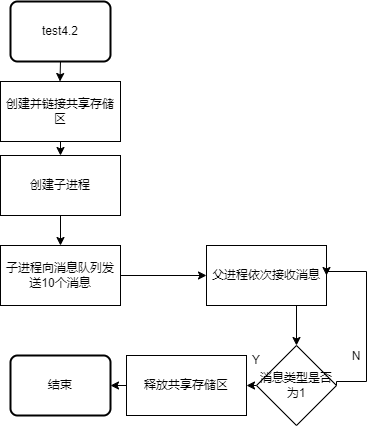 test4.2
创建并链接共享存储
区
创建子进程
子进程向消息队列发
送10个消息
父进程依次接收消息
消息类型是否
为1
N
Y
释放共享存储区
结束